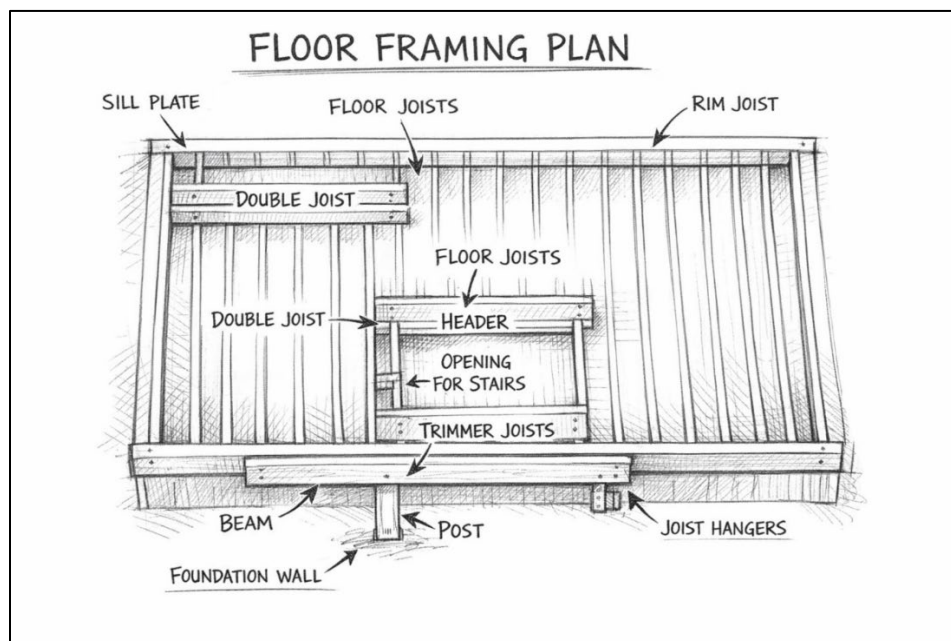 FLOOR FRAMING PLAN
SILL PLATE
FLOOR JOISTS
RIM JOIST
DOUBLE JOIST
FLOOR JOISTS
DOUBLE JOIST
HEADER
OPENING
FOR STAIRS
TRIMMER JOISTS
BEAM
POST
JOIST HANGERS
FOUNDATION WALL